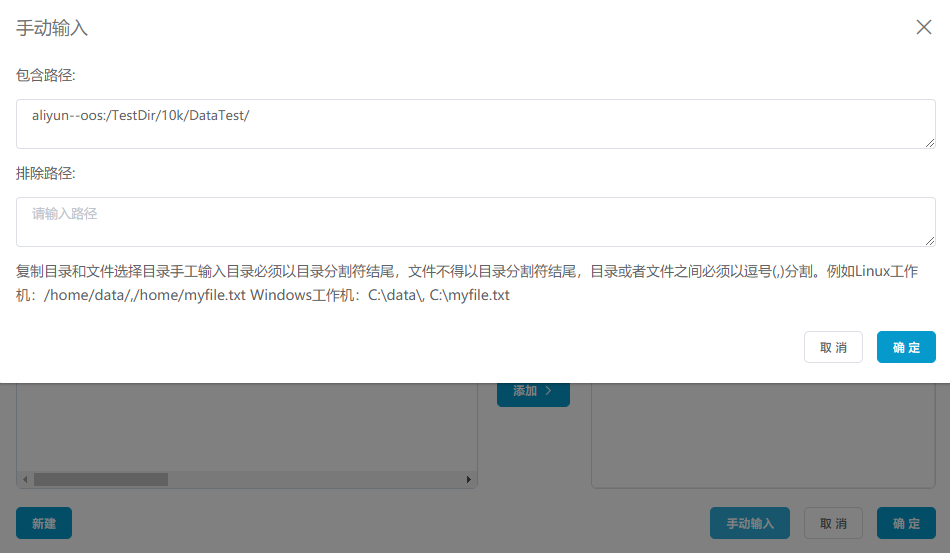 手动输入
包含路径:
aliyun--oos:/TestDir/10k/DataTest/
排除路径:
请输入路径
复制目录和文件选择目录手工输入目录必须以目录分割符结尾，文件不得以目录分割符结尾，目录或者文件之间必须以逗号(,)分割。例如Linux工作
机：/home/data/,/home/myfile.txt Windows工作机：C:\data\, C:\myfile.txt
取 消 确 定
添加
新建 手动输入 取 消 确 定